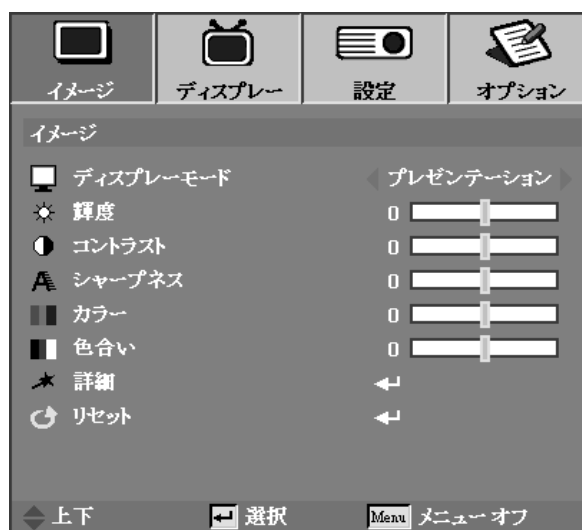 イメージ ディスプレー 設定 オプション
イメージ
ディスプレーモード プレゼンテーション
輝度 0
コントラスト 0
シャープネス 0
カラー 0
色合い 0
詳細
リセット
上下 選択 Menu メニューオフ